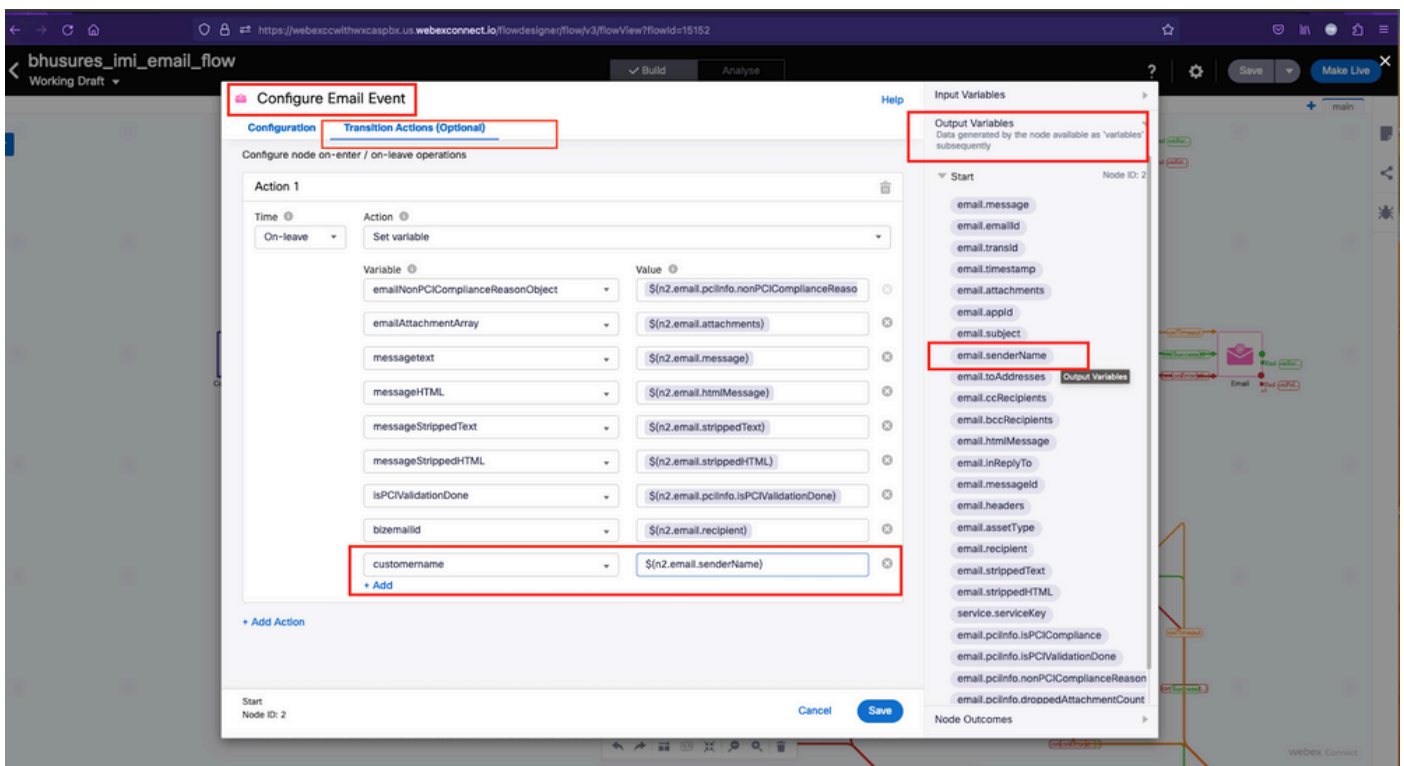 https://webexccwithwxcaspbx.us.webexconnect.io/flowdesigner/flow/v3/flowView?flowId=15152
bhusures_imi_email_flow
Working Draft
Build
Analyse
?
Save
Make Live
main
Configure Email Event
Help
Configuration
Transition Actions (Optional)
Configure node on-enter / on-leave operations
Action 1
Time
Action
On-leave
Set variable
Variable
Value
emailNonPCIComplianceReasonObject
$(n2.email.pciInfo.nonPCIComplianceReaso
emailAttachmentArray
$(n2.email.attachments)
messagetext
$(n2.email.message)
messageHTML
$(n2.email.htmlMessage)
messageStrippedText
$(n2.email.strippedText)
messageStrippedHTML
$(n2.email.strippedHTML)
isPCIValidationDone
$(n2.email.pciInfo.isPCIValidationDone)
bizemailid
$(n2.email.recipient)
customername
$(n2.email.senderName)
+ Add
+ Add Action
Start
Node ID: 2
Cancel
Save
Input Variables
Output Variables
Data generated by the node available as 'variables'
subsequently
Start
Node ID: 2
email.message
email.emailId
email.transId
email.timestamp
email.attachments
email.appId
email.subject
email.senderName
email.toAddresses
Output Variables
email.ccRecipients
email.bccRecipients
email.htmlMessage
email.inReplyTo
email.messageId
email.headers
email.assetType
email.recipient
email.strippedText
email.strippedHTML
service.serviceKey
email.pciInfo.isPCICompliance
email.pciInfo.isPCIValidationDone
email.pciInfo.nonPCIComplianceReason
email.pciInfo.droppedAttachmentCount
Node Outcomes
Email
webex Connect